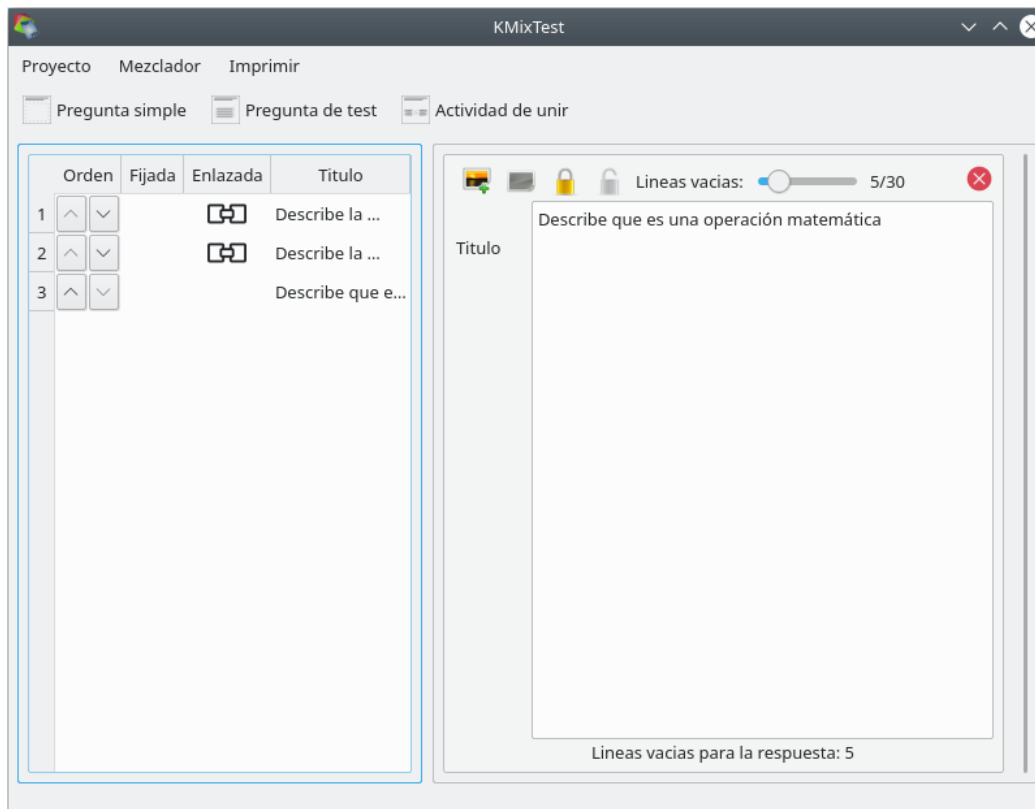 KMixTest
Proyecto Mezclador Imprimir
Pregunta simple Pregunta de test Actividad de unir
Orden Fijada Enlazada Titulo
1 Describe la ...
2 Describe la ...
3 Describe que e...
Lineas vacias: 5/30
Titulo
Describe que es una operación matemática
Lineas vacias para la respuesta: 5